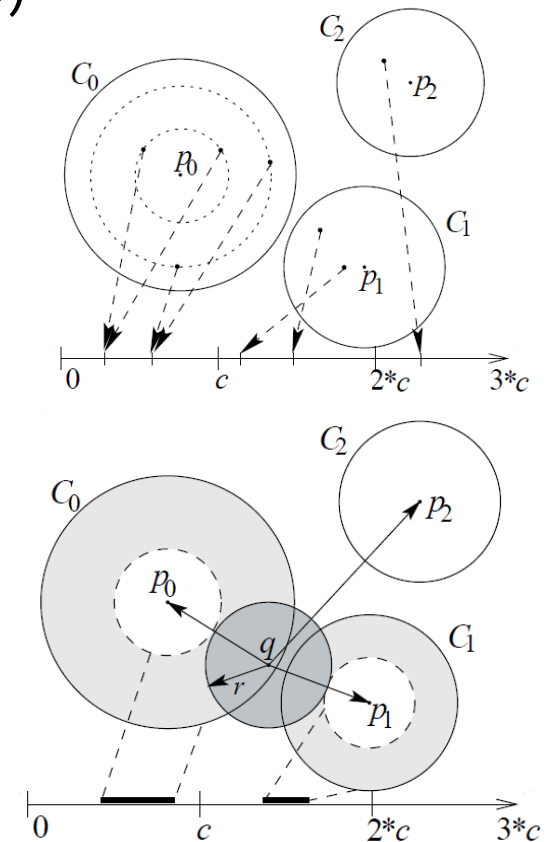 )
C₂
C₀
p₂
p₀
C₁
p₁
0 c 2*c 3*c
C₂
C₀
p₂
p₀
C₁
q
r
p₁
0 c 2*c 3*c